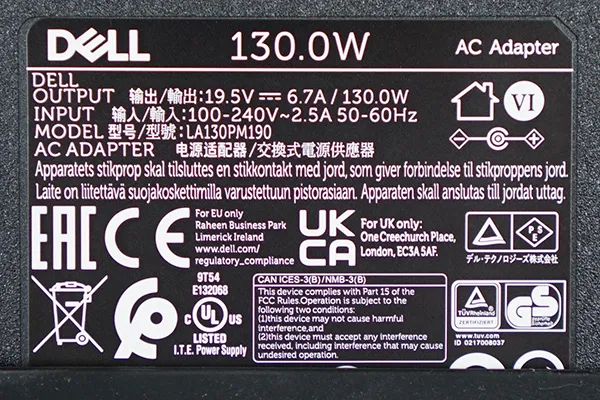 DELL 130.0W AC Adapter
DELL
OUTPUT 输出/輸出:19.5V⎓6.7A/130.0W
INPUT 输入/輸入:100-240V~2.5A 50-60Hz
MODEL 型号/型號:LA130PM190
AC ADAPTER 电源适配器/交換式電源供應器
VI
Apparatets stikprop skal tilsluttes en stikkontakt med jord, som giver forbindelse til stikproppens jord.
Laite on liitettävä suojakoskettimilla varustettuun pistorasiaan. Apparaten skall anslutas till jordat uttag.
EAC CE
For EU only
Raheen Business Park
Limerick Ireland
www.dell.com/
regulatory_compliance
UK
CA
For UK only:
One Creechurch Place,
London, EC3A 5AF.
PSE
デル・テクノロジーズ株式会社
9T54
E132068
c UL US
LISTED
I.T.E. Power Supply
CAN ICES-3(B)/NMB-3(B)
This device complies with Part 15 of the
FCC Rules.Operation is subject to the
following two conditions:
(1)this device may not cause harmful
interference,and
(2)this device must accept any interference
received, including interference that may cause
undesired operation.
TÜVRheinland
ZERTIFIZIERT
GS
www.tuv.com
ID 0217008037